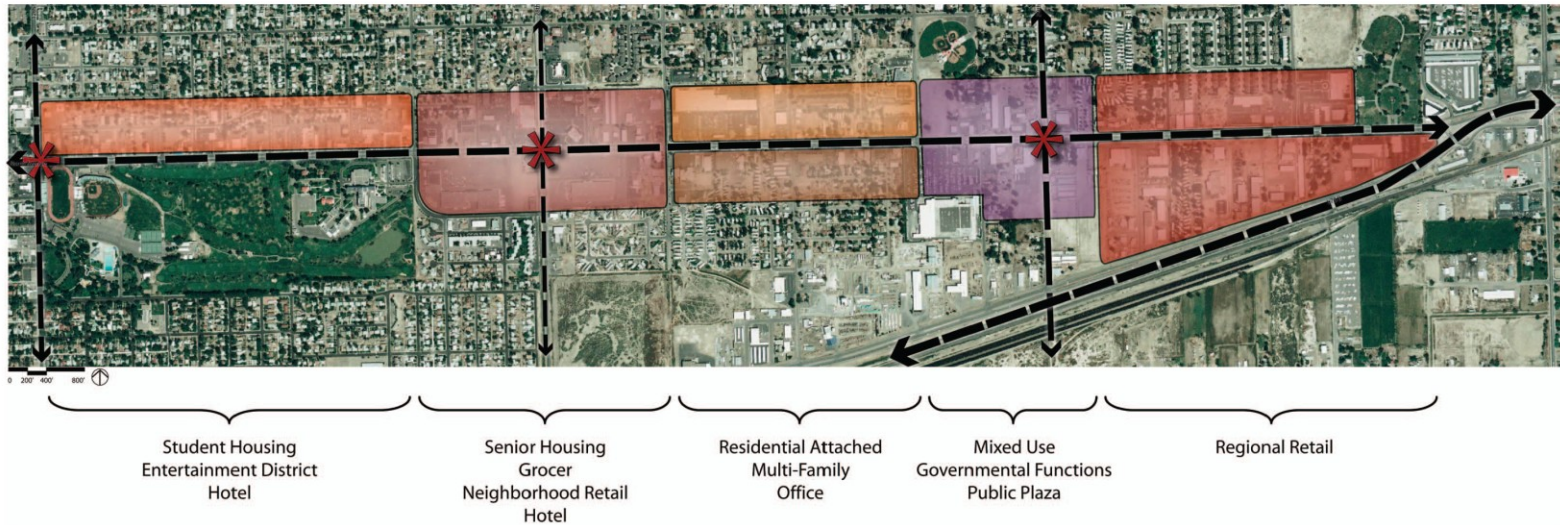 0 200' 400' 800'
Student Housing
Entertainment District
Hotel
Senior Housing
Grocer
Neighborhood Retail
Hotel
Residential Attached
Multi-Family
Office
Mixed Use
Governmental Functions
Public Plaza
Regional Retail